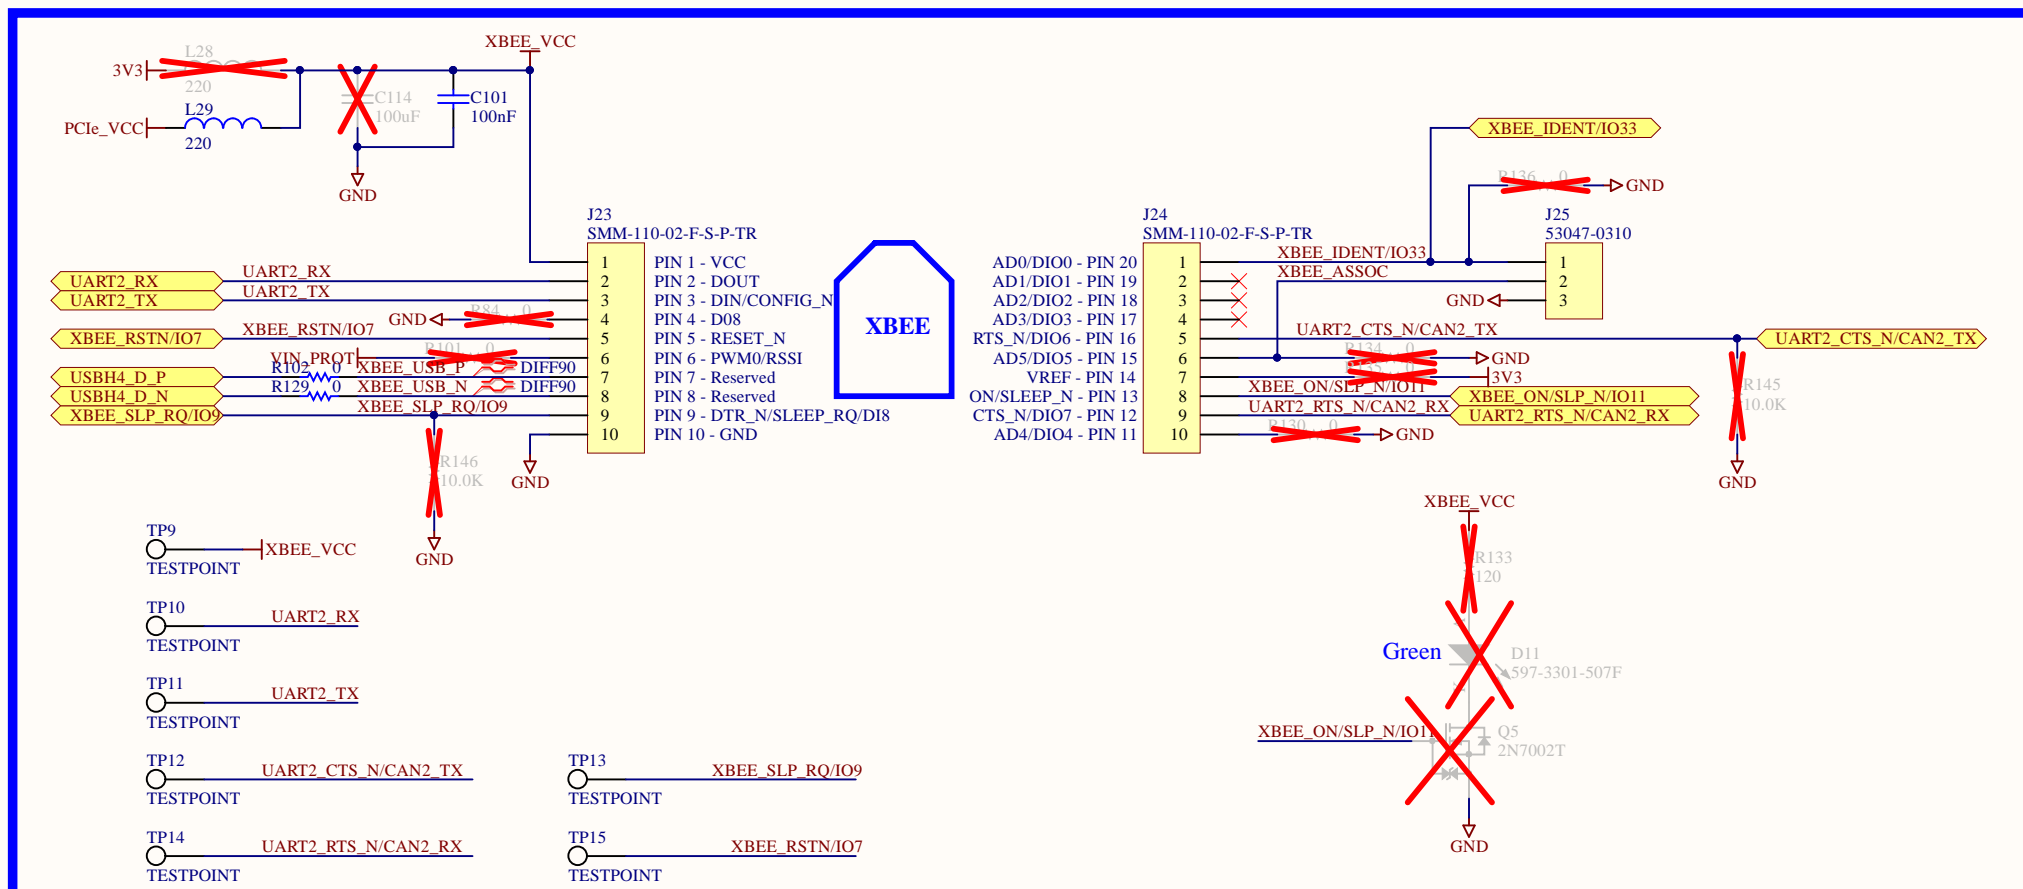 L28
3V3
220
L29
PCIe_VCC
220
XBEE_VCC
C114
100uF
C101
100nF
GND
J23
SMM-110-02-F-S-P-TR
1 PIN 1 - VCC
2 PIN 2 - DOUT
3 PIN 3 - DIN/CONFIG_N
4 PIN 4 - D08
5 PIN 5 - RESET_N
6 PIN 6 - PWM0/RSSI
7 PIN 7 - Reserved
8 PIN 8 - Reserved
9 PIN 9 - DTR_N/SLEEP_RQ/DI8
10 PIN 10 - GND
UART2_RX UART2_RX
UART2_TX UART2_TX
GND R84 0
XBEE_RSTN/IO7 XBEE_RSTN/IO7
VIN_PROT R101 0
USBH4_D_P R102 0 XBEE_USB_P DIFF90
USBH4_D_N R129 0 XBEE_USB_N DIFF90
XBEE_SLP_RQ/IO9 XBEE_SLP_RQ/IO9
R146
10.0K
GND
GND
XBEE
J24
SMM-110-02-F-S-P-TR
AD0/DIO0 - PIN 20 1
AD1/DIO1 - PIN 19 2
AD2/DIO2 - PIN 18 3
AD3/DIO3 - PIN 17 4
RTS_N/DIO6 - PIN 16 5
AD5/DIO5 - PIN 15 6
VREF - PIN 14 7
ON/SLEEP_N - PIN 13 8
CTS_N/DIO7 - PIN 12 9
AD4/DIO4 - PIN 11 10
XBEE_IDENT/IO33
R136 0 GND
J25
53047-0310
XBEE_IDENT/IO33 1
XBEE_ASSOC 2
GND 3
UART2_CTS_N/CAN2_TX UART2_CTS_N/CAN2_TX
R134 0 GND
R135 0 3V3
XBEE_ON/SLP_N/IO11 XBEE_ON/SLP_N/IO11
UART2_RTS_N/CAN2_RX UART2_RTS_N/CAN2_RX
R130 0 GND
R145
10.0K
GND
XBEE_VCC
R133
120
Green
D11
597-3301-507F
XBEE_ON/SLP_N/IO11
Q5
2N7002T
GND
TP9
XBEE_VCC
TESTPOINT
TP10
UART2_RX
TESTPOINT
TP11
UART2_TX
TESTPOINT
TP12
UART2_CTS_N/CAN2_TX
TESTPOINT
TP13
XBEE_SLP_RQ/IO9
TESTPOINT
TP14
UART2_RTS_N/CAN2_RX
TESTPOINT
TP15
XBEE_RSTN/IO7
TESTPOINT